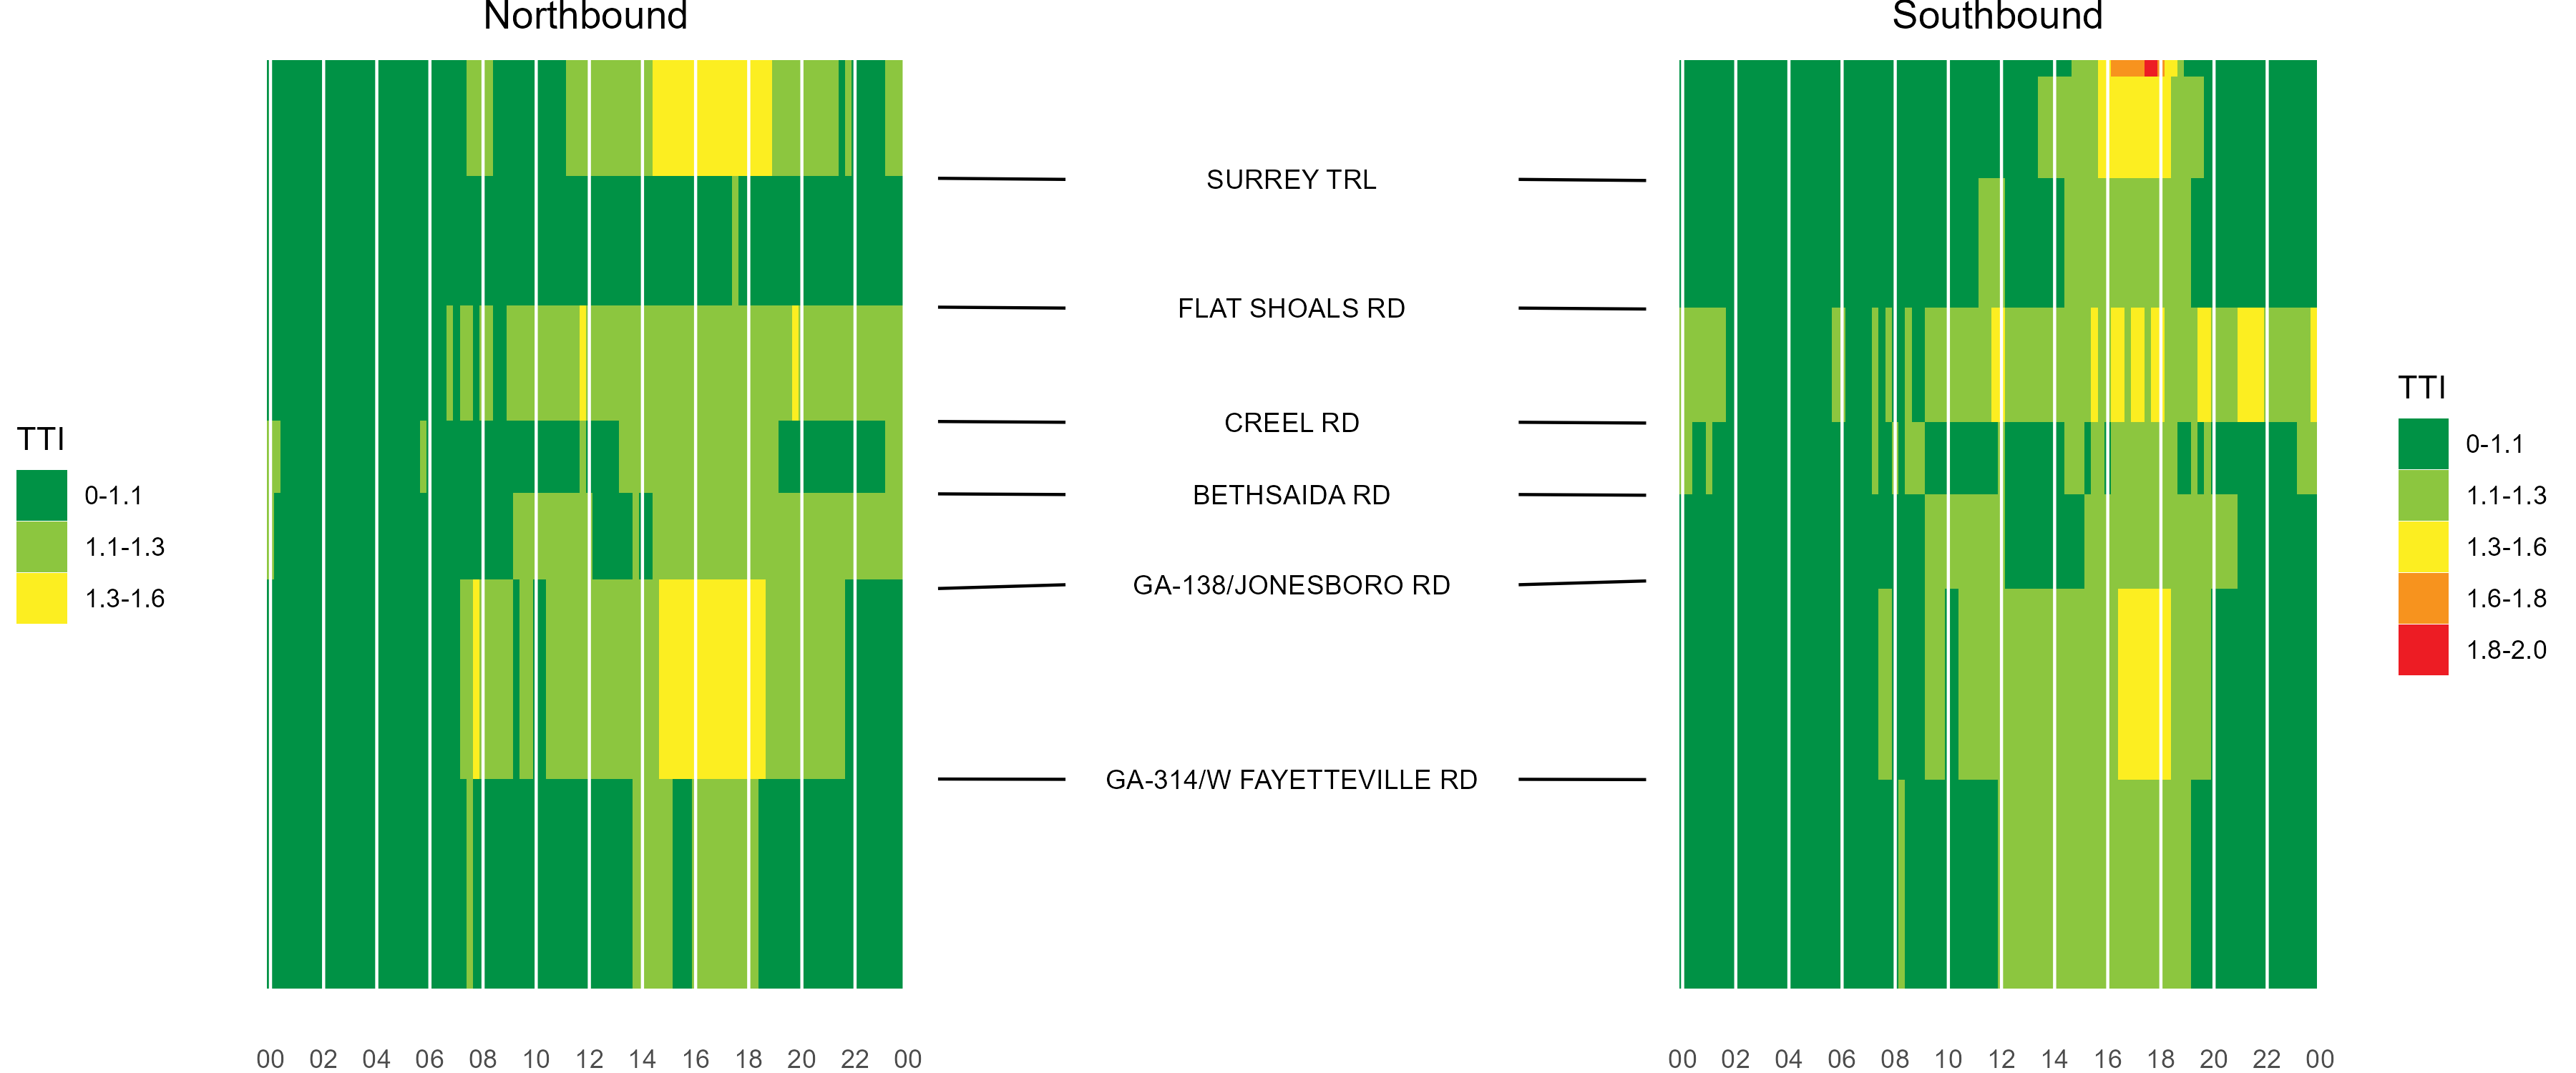 Northbound
Southbound
SURREY TRL
FLAT SHOALS RD
CREEL RD
BETHSAIDA RD
GA-138/JONESBORO RD
GA-314/W FAYETTEVILLE RD
TTI
0-1.1
1.1-1.3
1.3-1.6
TTI
0-1.1
1.1-1.3
1.3-1.6
1.6-1.8
1.8-2.0
00 02 04 06 08 10 12 14 16 18 20 22 00
00 02 04 06 08 10 12 14 16 18 20 22 00